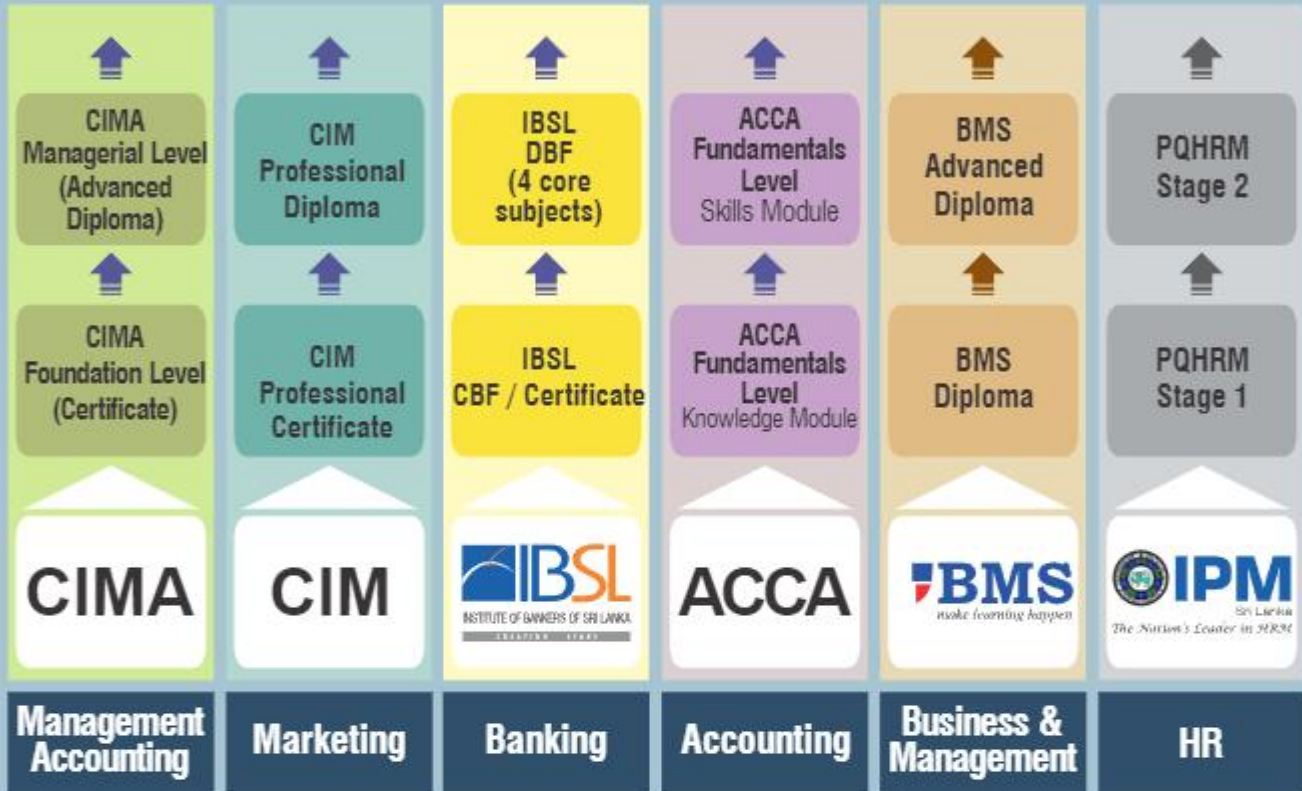 CIMA
Managerial Level
(Advanced
Diploma)
CIM
Professional
Diploma
IBSL
DBF
(4 core
subjects)
ACCA
Fundamentals
Level
Skills Module
BMS
Advanced
Diploma
PQHRM
Stage 2
CIMA
Foundation Level
(Certificate)
CIM
Professional
Certificate
IBSL
CBF / Certificate
ACCA
Fundamentals
Level
Knowledge Module
BMS
Diploma
PQHRM
Stage 1
CIMA
CIM
IBSL
INSTITUTE OF BANKERS OF SRI LANKA
ACCA
BMS
make learning happen
IPM
Sri Lanka
The Nation's Leader in HRM
Management
Accounting
Marketing
Banking
Accounting
Business &
Management
HR